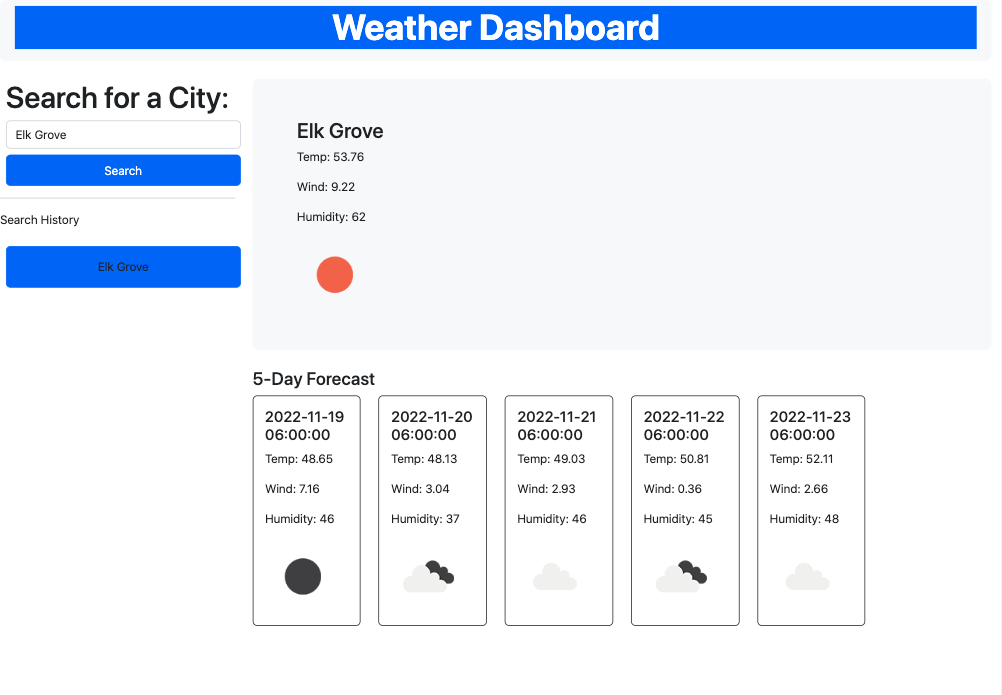 Weather Dashboard
Search for a City:
Elk Grove
Search
Search History
Elk Grove
Elk Grove
Temp: 53.76
Wind: 9.22
Humidity: 62
5-Day Forecast
2022-11-19
06:00:00
Temp: 48.65
Wind: 7.16
Humidity: 46
2022-11-20
06:00:00
Temp: 48.13
Wind: 3.04
Humidity: 37
2022-11-21
06:00:00
Temp: 49.03
Wind: 2.93
Humidity: 46
2022-11-22
06:00:00
Temp: 50.81
Wind: 0.36
Humidity: 45
2022-11-23
06:00:00
Temp: 52.11
Wind: 2.66
Humidity: 48